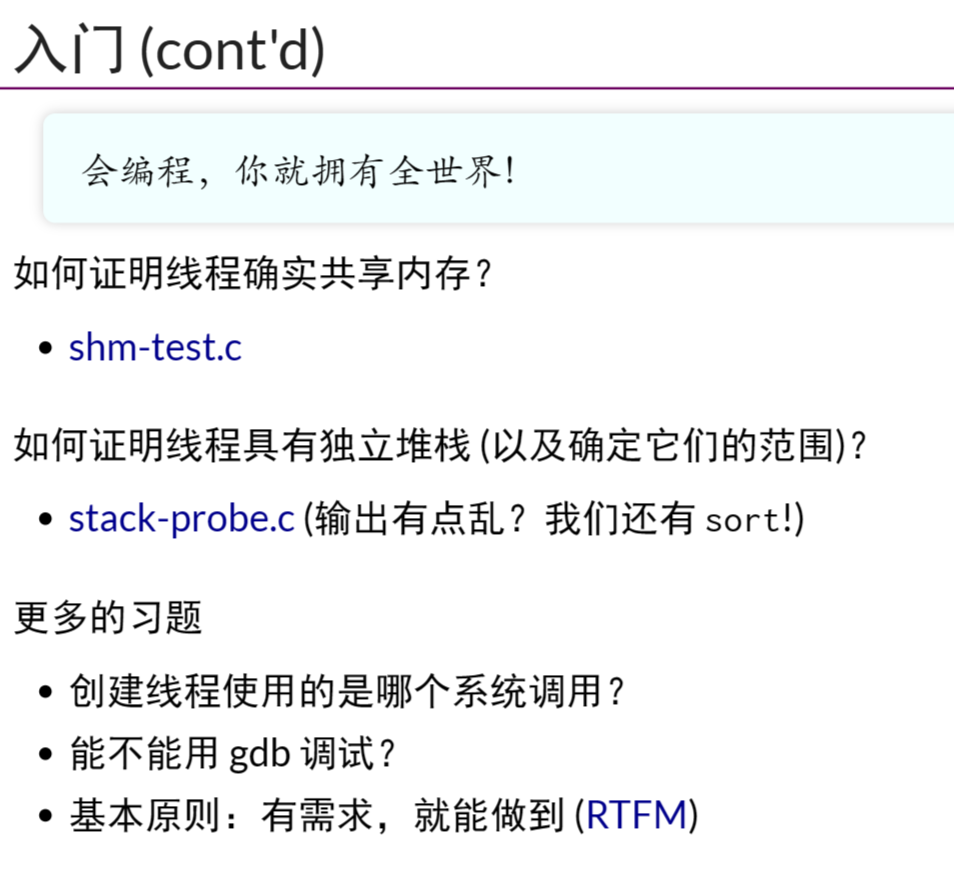 入门 (cont'd)
会编程，你就拥有全世界！
如何证明线程确实共享内存？
• shm-test.c
如何证明线程具有独立堆栈 (以及确定它们的范围)？
• stack-probe.c (输出有点乱？我们还有 sort!)
更多的习题
• 创建线程使用的是哪个系统调用？
• 能不能用 gdb 调试？
• 基本原则：有需求，就能做到 (RTFM)